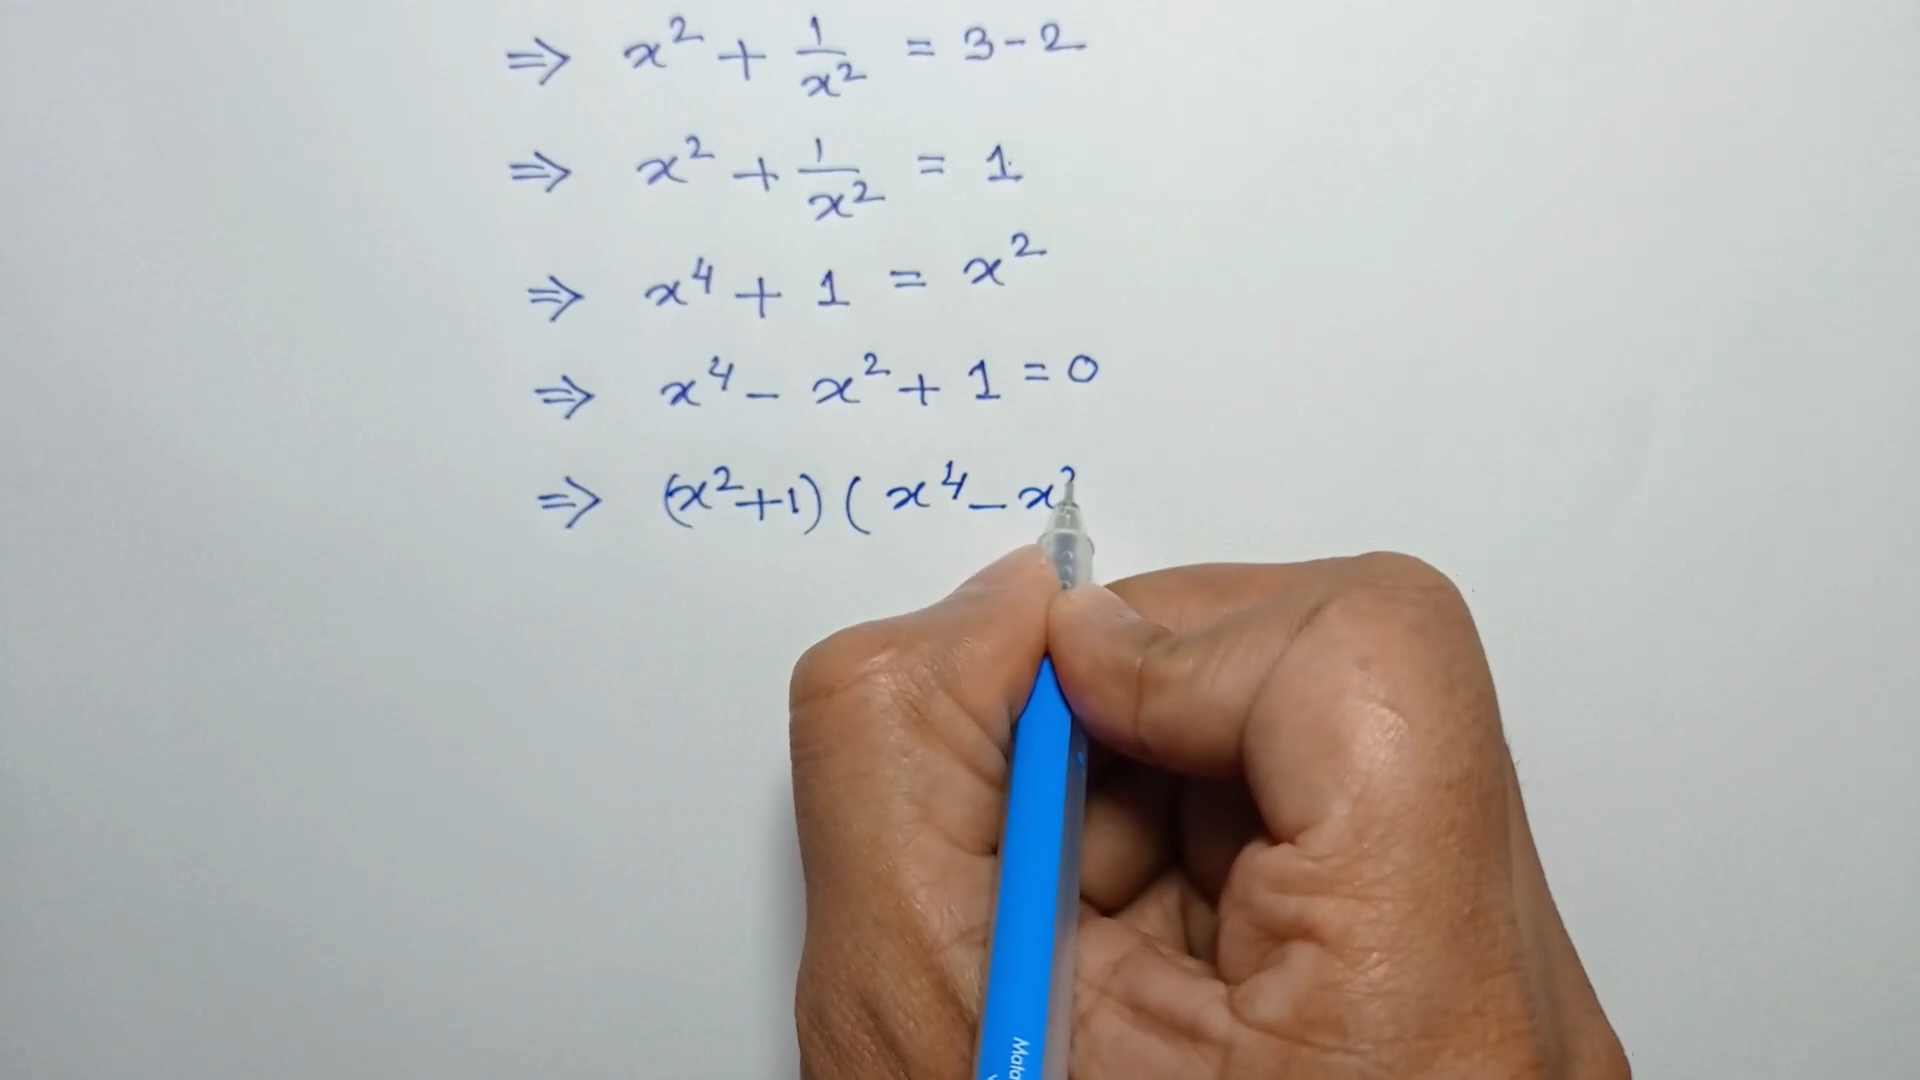 ⇒ x² + 1/x² = 3-2
⇒ x² + 1/x² = 1
⇒ x⁴ + 1 = x²
⇒ x⁴ - x² + 1 = 0
⇒ (x²+1) ( x⁴ - x²